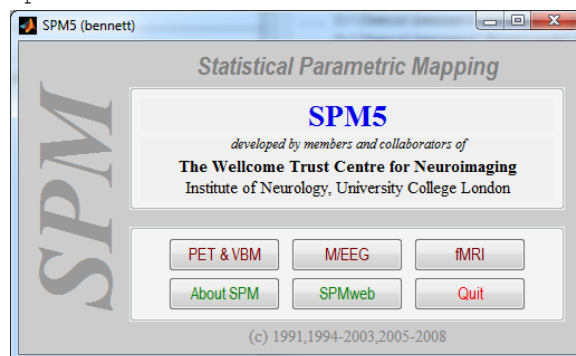 SPM5 (bennett)
SPM
Statistical Parametric Mapping
SPM5
developed by members and collaborators of
The Wellcome Trust Centre for Neuroimaging
Institute of Neurology, University College London
PET & VBM M/EEG fMRI
About SPM SPMweb Quit
(c) 1991,1994-2003,2005-2008